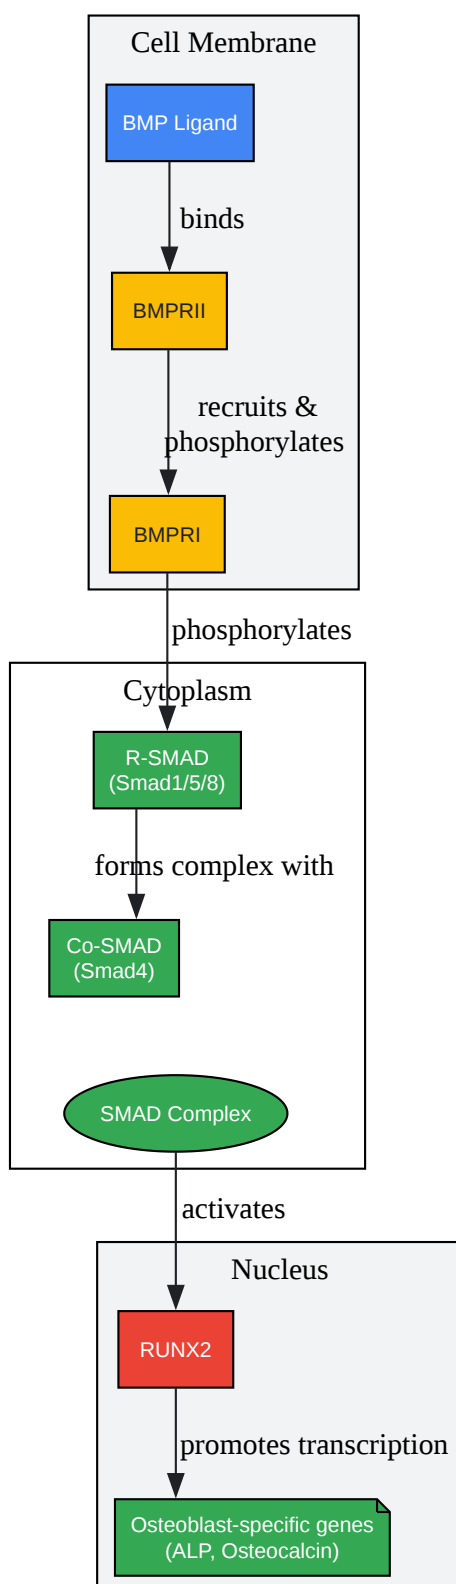 Cell Membrane
BMP Ligand
binds
BMPRII
recruits &
phosphorylates
BMPRI
phosphorylates
Cytoplasm
R-SMAD
(Smad1/5/8)
forms complex with
Co-SMAD
(Smad4)
SMAD Complex
activates
Nucleus
RUNX2
promotes transcription
Osteoblast-specific genes
(ALP, Osteocalcin)